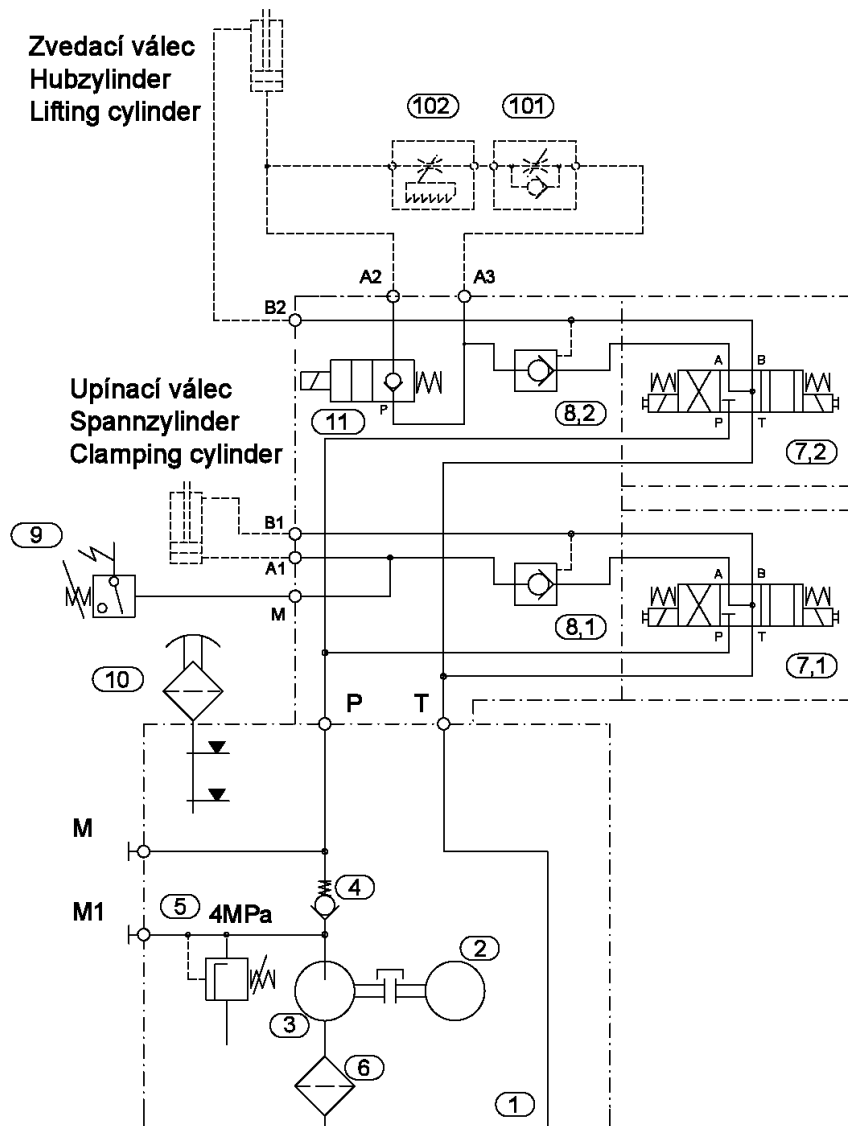 Zvedací válec
Hubzylinder
Lifting cylinder
102
101
A2
A3
B2
A
B
P
P
T
11
8,2
7,2
Upínací válec
Spannzylinder
Clamping cylinder
9
B1
A1
M
A
B
P
T
8,1
7,1
10
P
T
M
4
5
4MPa
M1
2
3
6
1